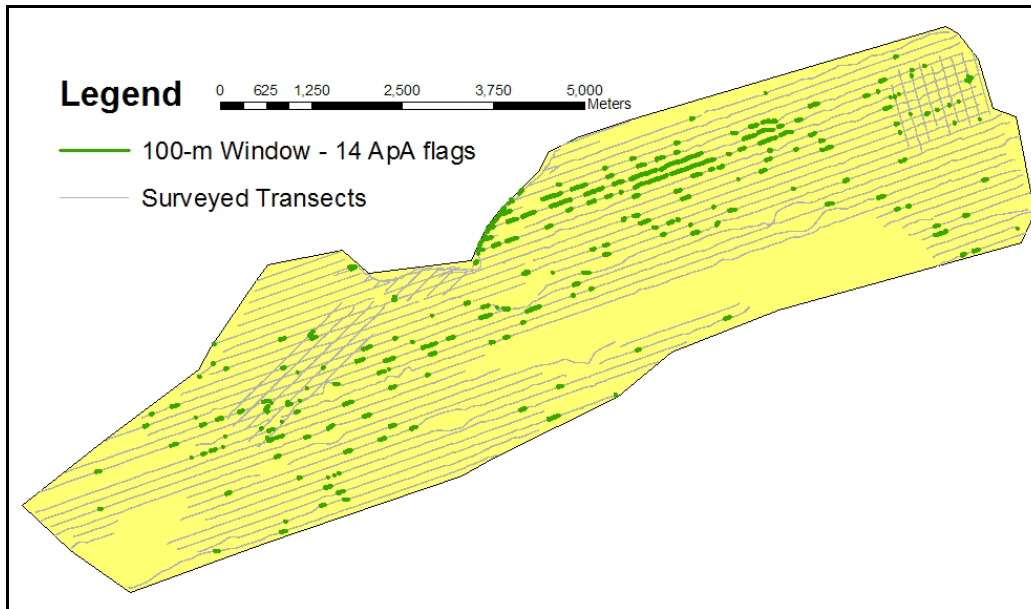 Legend
0 625 1,250 2,500 3,750 5,000
Meters
100-m Window - 14 ApA flags
Surveyed Transects